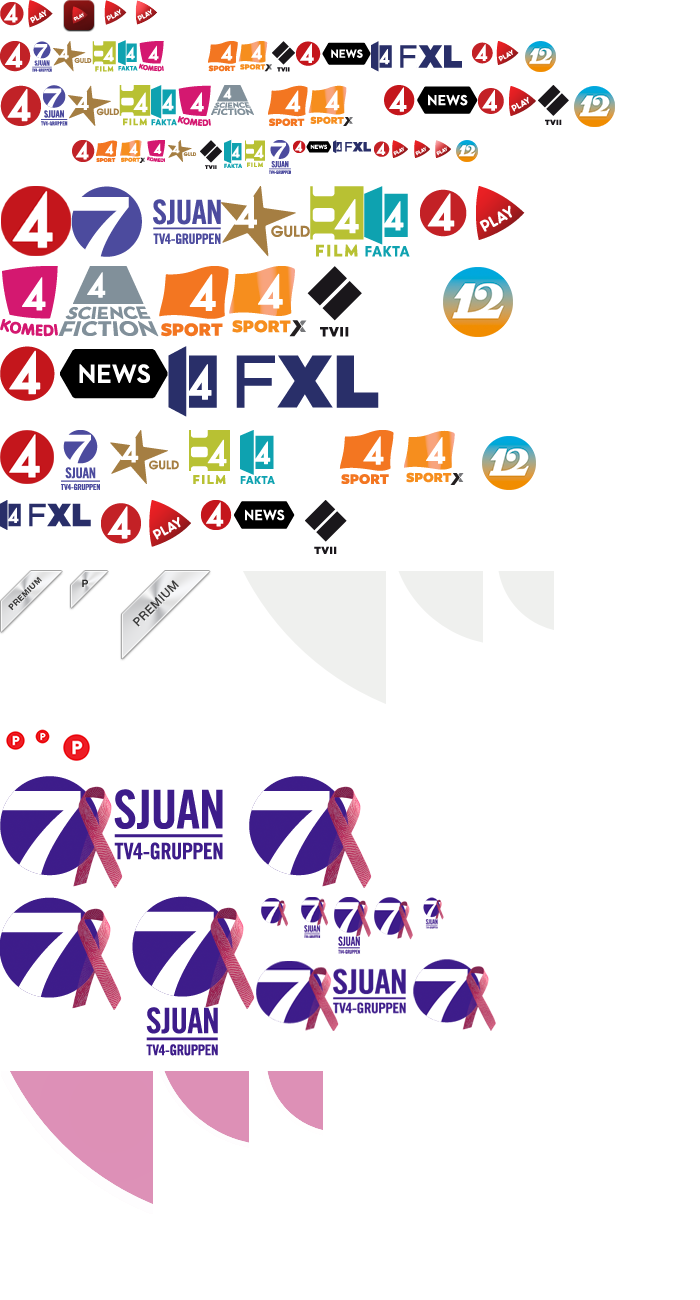 4 PLAY PLAY PLAY PLAY
4 7 SJUAN TV4-GRUPPEN 4 GULD 4 FILM 4 FAKTA 4 KOMEDI 4 SPORT 4 SPORT X TVII 4 NEWS 4 FXL 4 PLAY 12
4 7 SJUAN TV4-GRUPPEN 4 GULD 4 FILM 4 FAKTA 4 KOMEDI 4 SCIENCE FICTION 4 SPORT 4 SPORT X 4 NEWS 4 PLAY TVII 12
4 4 SPORT 4 SPORT X 4 KOMEDI 4 GULD TVII 4 FAKTA 4 FILM 7 SJUAN TV4-GRUPPEN 4 NEWS 4 FXL 4 PLAY PLAY PLAY 12
4 7 SJUAN TV4-GRUPPEN 4 GULD 4 FILM 4 FAKTA 4 PLAY
4 KOMEDI 4 SCIENCE FICTION 4 SPORT 4 SPORT X TVII 12
4 NEWS 4 FXL
4 7 SJUAN TV4-GRUPPEN 4 GULD 4 FILM 4 FAKTA 4 SPORT 4 SPORT X 12
4 FXL 4 PLAY 4 NEWS TVII
PREMIUM P PREMIUM
P P P
7 SJUAN TV4-GRUPPEN 7
7 7 SJUAN TV4-GRUPPEN 7 7 SJUAN TV4-GRUPPEN 7 SJUAN TV4-GRUPPEN 7 7 SJUAN TV4-GRUPPEN
7 SJUAN TV4-GRUPPEN 7